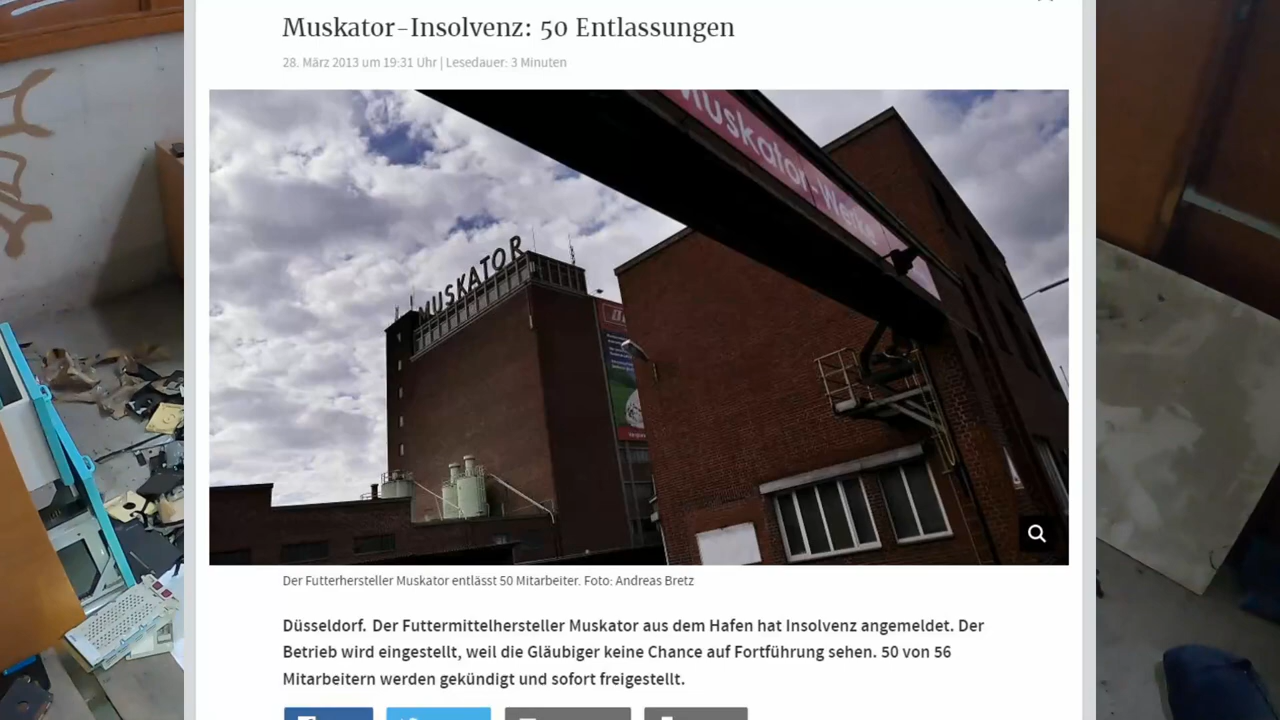 Muskator-Insolvenz: 50 Entlassungen
28. März 2013 um 19:31 Uhr | Lesedauer: 3 Minuten
Muskator-Werke
MUSKATOR
Der Futterhersteller Muskator entlässt 50 Mitarbeiter. Foto: Andreas Bretz
Düsseldorf. Der Futtermittelhersteller Muskator aus dem Hafen hat Insolvenz angemeldet. Der
Betrieb wird eingestellt, weil die Gläubiger keine Chance auf Fortführung sehen. 50 von 56
Mitarbeitern werden gekündigt und sofort freigestellt.